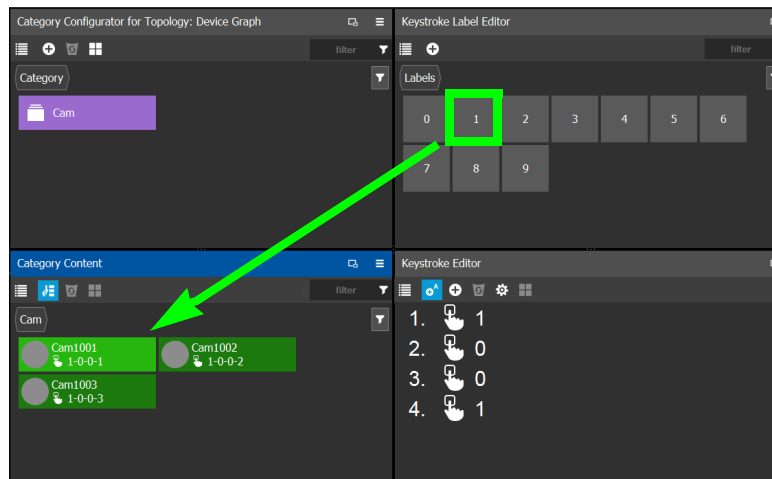 Category Configurator for Topology: Device Graph
filter
Category
Cam
Keystroke Label Editor
filter
Labels
0 1 2 3 4 5 6
7 8 9
Category Content
filter
Cam
Cam1001
1-0-0-1
Cam1002
1-0-0-2
Cam1003
1-0-0-3
Keystroke Editor
A
1. 1
2. 0
3. 0
4. 1